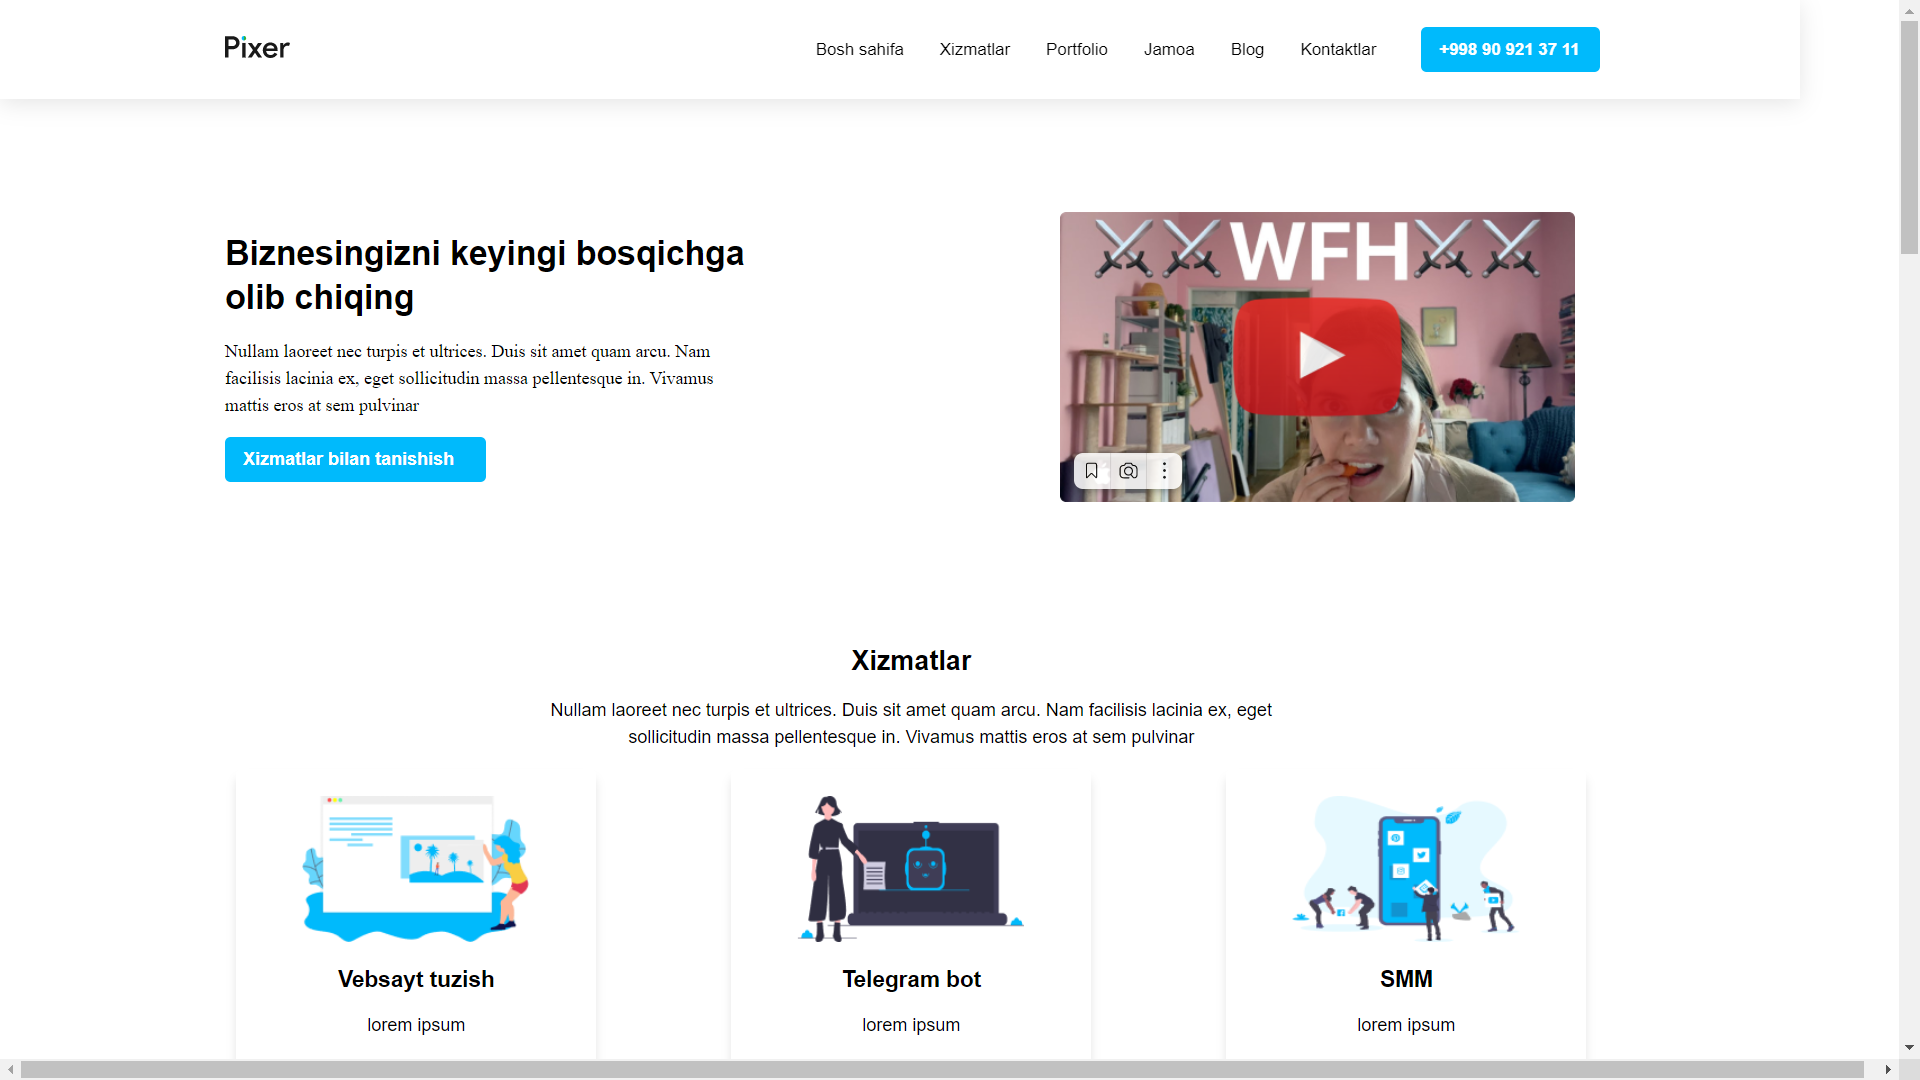 Pixer
Bosh sahifa
Xizmatlar
Portfolio
Jamoa
Blog
Kontaktlar
+998 90 921 37 11
Biznesingizni keyingi bosqichga
olib chiqing
Nullam laoreet nec turpis et ultrices. Duis sit amet quam arcu. Nam
facilisis lacinia ex, eget sollicitudin massa pellentesque in. Vivamus
mattis eros at sem pulvinar
Xizmatlar bilan tanishish
WFH
Xizmatlar
Nullam laoreet nec turpis et ultrices. Duis sit amet quam arcu. Nam facilisis lacinia ex, eget
sollicitudin massa pellentesque in. Vivamus mattis eros at sem pulvinar
Vebsayt tuzish
lorem ipsum
Telegram bot
lorem ipsum
SMM
lorem ipsum